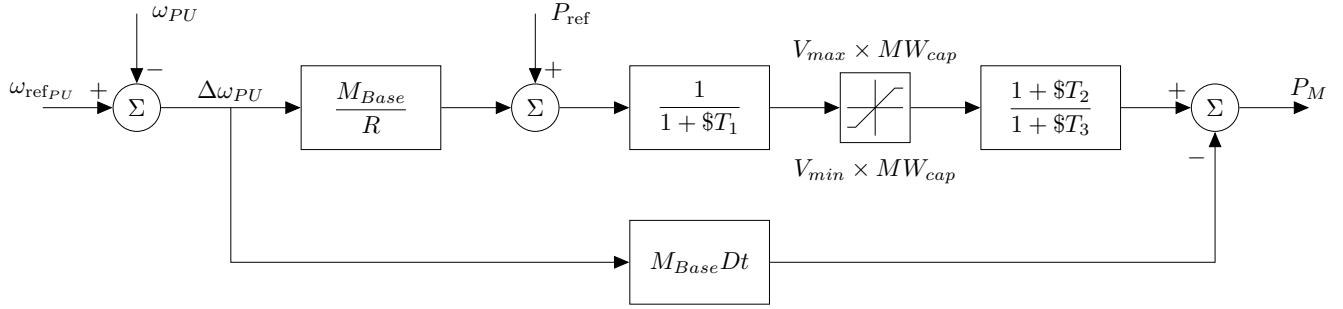 ω_PU
P_ref
V_max × MW_cap
ω_ref_PU
+
−
Σ
Δω_PU
M_Base
R
+
Σ
1
1 + $T_1
1 + $T_2
1 + $T_3
+
Σ
P_M
−
V_min × MW_cap
M_Base Dt